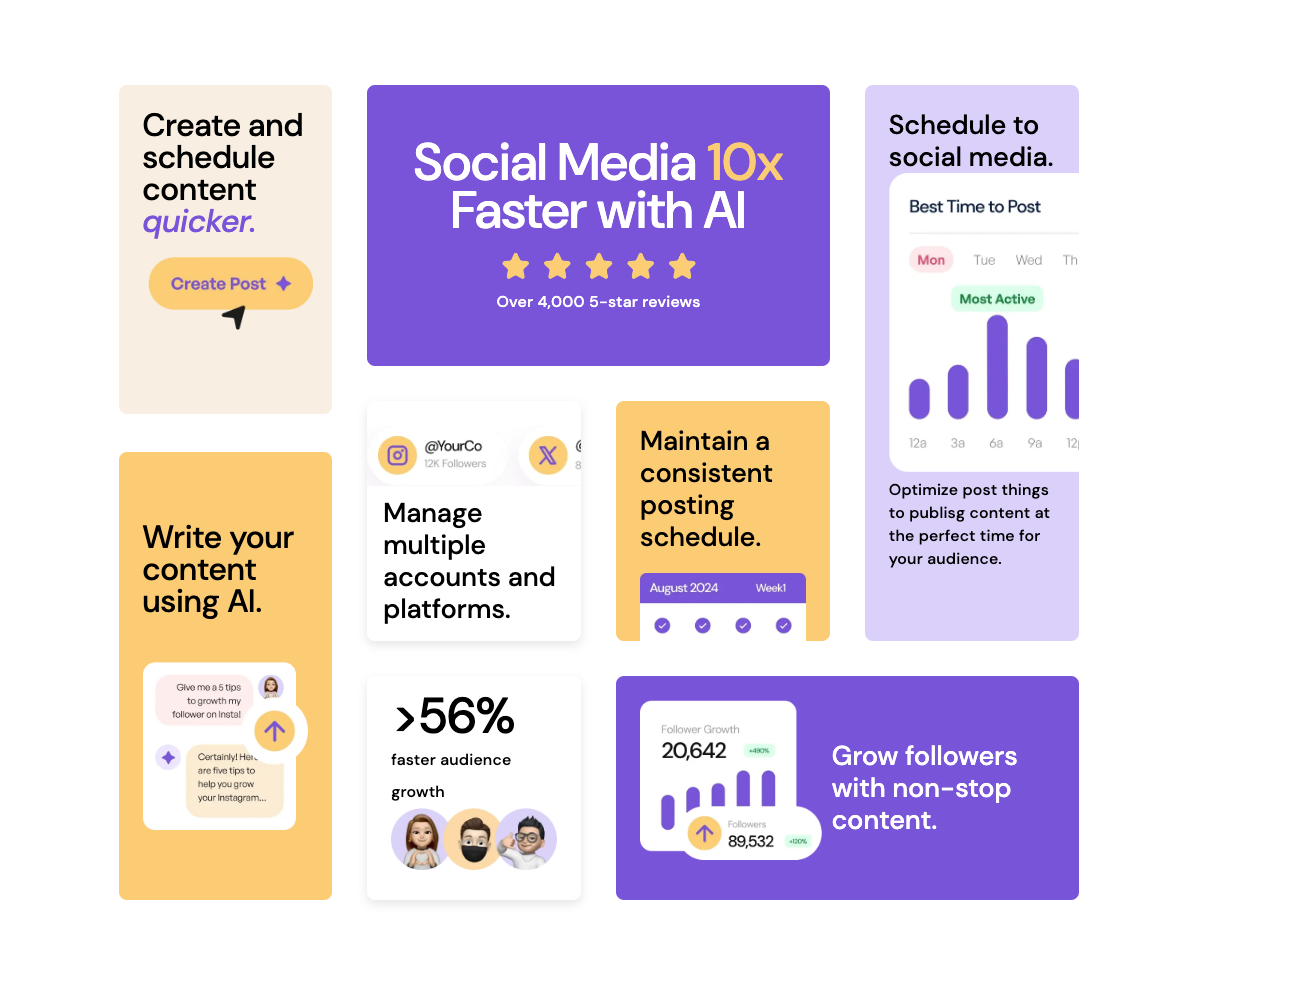 Create and
schedule
content
quicker.
Create Post
Social Media 10x
Faster with AI
Over 4,000 5-star reviews
Schedule to
social media.
Best Time to Post
Mon Tue Wed Th
Most Active
12a 3a 6a 9a 12p
Optimize post things
to publisg content at
the perfect time for
your audience.
@YourCo
12K Followers
@
8
Manage
multiple
accounts and
platforms.
Maintain a
consistent
posting
schedule.
August 2024 Week1
Write your
content
using AI.
Give me a 5 tips
to growth my
follower on Insta!
Certainly! Here
are five tips to
help you grow
your Instagram...
>56%
faster audience
growth
Follower Growth
20,642 +490%
Followers
89,532 +120%
Grow followers
with non-stop
content.